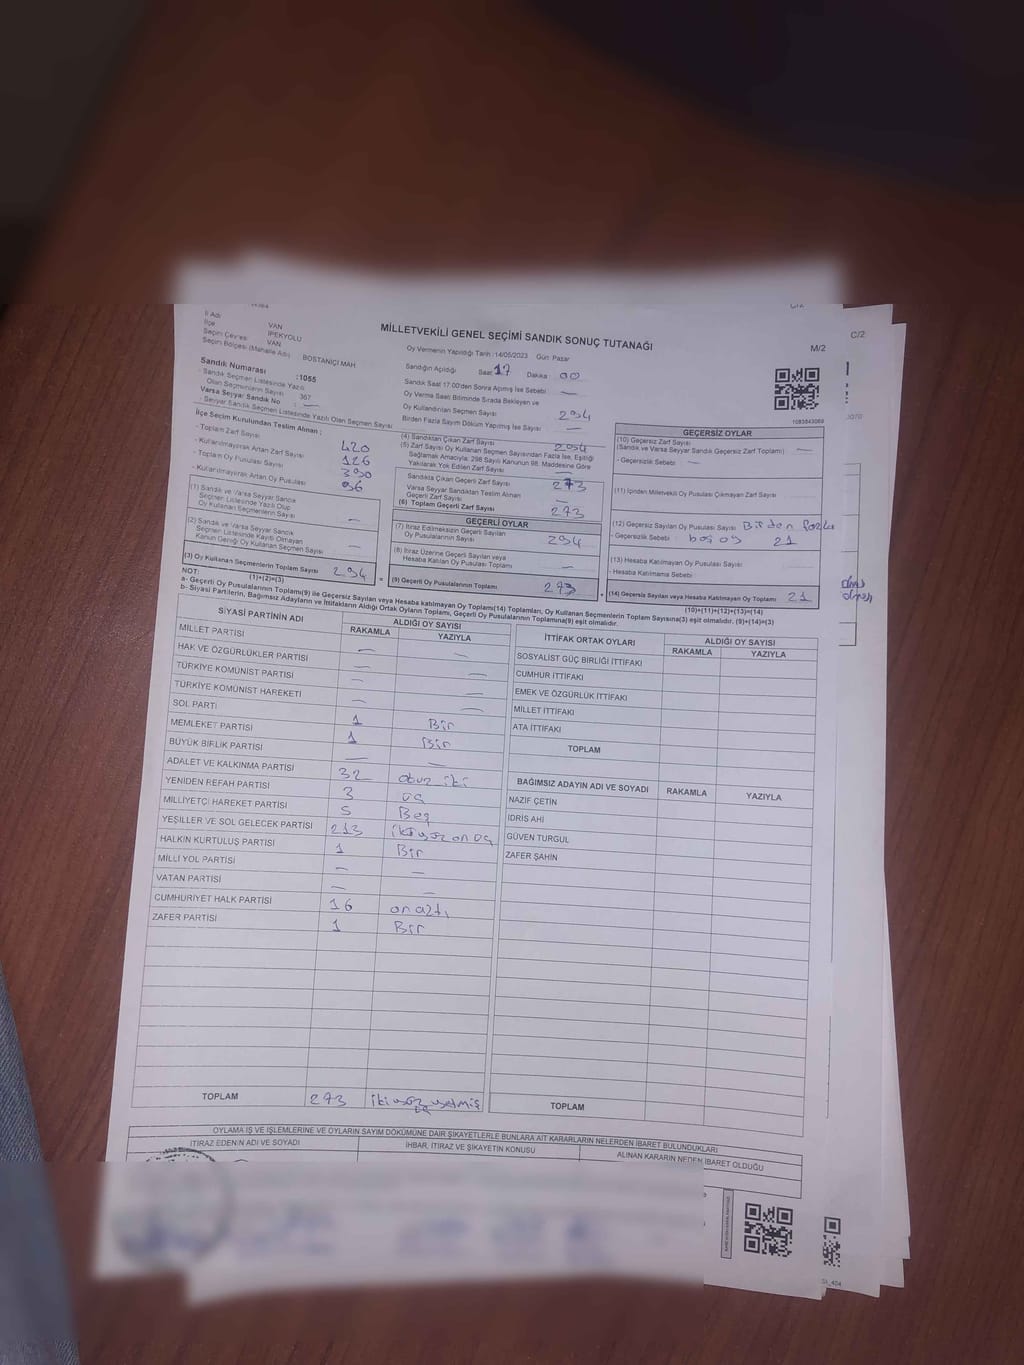 C/2
C/2
M/2
İl Adı
İlçe VAN
Seçim Çevresi İPEKYOLU
Seçim Bölgesi (Mahalle Adı) VAN
BOSTANİÇİ MAH
MİLLETVEKİLİ GENEL SEÇİMİ SANDIK SONUÇ TUTANAĞI
Oy Vermenin Yapıldığı Tarih :14/05/2023 Gün: Pazar
Sandığın Açıldığı Saat 17 Dakika : 00
Sandık Saat 17:00'den Sonra Açılmış İse Sebebi —
Oy Verme Saati Bitiminde Sırada Bekleyen ve
Oy Kullandırılan Seçmen Sayısı 294
Birden Fazla Sayım Döküm Yapılmış İse Sayısı —
Sandık Numarası :1055
- Sandık Seçmen Listesinde Yazılı
Olan Seçmenlerin Sayısı 367
Varsa Seyyar Sandık No : —
- Seyyar Sandık Seçmen Listesinde Yazılı Olan Seçmen Sayısı
İlçe Seçim Kurulundan Teslim Alınan :
- Toplam Zarf Sayısı 420
- Kullanılmayarak Artan Zarf Sayısı 126
- Toplam Oy Pusulası Sayısı 390
- Kullanılmayarak Artan Oy Pusulası 96
(1) Sandık ve Varsa Seyyar Sandık
Seçmen Listesinde Yazılı Olup
Oy Kullanan Seçmenlerin Sayısı —
(2) Sandık ve Varsa Seyyar Sandık
Seçmen Listesinde Kayıtlı Olmayan
Kanun Gereği Oy Kullanan Seçmen Sayısı —
(3) Oy Kullanan Seçmenlerin Toplam Sayısı
(1)+(2)=(3) 294
(4) Sandıktan Çıkan Zarf Sayısı 294
(5) Zarf Sayısı Oy Kullanan Seçmen Sayısından Fazla İse, Eşitliği
Sağlamak Amacıyla; 298 Sayılı Kanunun 98. Maddesine Göre
Yakılarak Yok Edilen Zarf Sayısı —
Sandıkta Çıkan Geçerli Zarf Sayısı 273
Varsa Seyyar Sandıktan Teslim Alınan
Geçerli Zarf Sayısı —
(6) Toplam Geçerli Zarf Sayısı 273
GEÇERLİ OYLAR
(7) İtiraz Edilmeksizin Geçerli Sayılan
Oy Pusulalarının Sayısı 294
(8) İtiraz Üzerine Geçerli Sayılan veya
Hesaba Katılan Oy Pusulası Toplamı —
(9) Geçerli Oy Pusulalarının Toplamı 273
1083843069
GEÇERSİZ OYLAR
(10) Geçersiz Zarf Sayısı
(Sandık ve Varsa Seyyar Sandık Geçersiz Zarf Toplamı) —
- Geçersizlik Sebebi —
(11) İçinden Milletvekili Oy Pusulası Çıkmayan Zarf Sayısı
(12) Geçersiz Sayılan Oy Pusulası Sayısı Birden fazla
- Geçersizlik Sebebi 21
(13) Hesaba Katılmayan Oy Pusulası Sayısı
- Hesaba Katılmama Sebebi
(14) Geçersiz Sayılan veya Hesaba Katılmayan Oy Toplamı 21
(10)+(11)+(12)+(13)=(14)
NOT:
a- Geçerli Oy Pusulalarının Toplamı(9) ile Geçersiz Sayılan veya Hesaba Katılmayan Oy Toplamı(14) Toplamları, Oy Kullanan Seçmenlerin Toplam Sayısına(3) eşit olmalıdır. (9)+(14)=(3)
b- Siyasi Partilerin, Bağımsız Adayların ve İttifakların Aldığı Ortak Oyların Toplamı, Geçerli Oy Pusulalarının Toplamına(9) eşit olmalıdır.
SİYASİ PARTİNİN ADI ALDIĞI OY SAYISI
RAKAMLA YAZIYLA
MİLLET PARTİSİ — —
HAK VE ÖZGÜRLÜKLER PARTİSİ — —
TÜRKİYE KOMÜNİST PARTİSİ — —
TÜRKİYE KOMÜNİST HAREKETİ — —
SOL PARTİ 1 Bir
MEMLEKET PARTİSİ 1 Bir
BÜYÜK BİRLİK PARTİSİ — —
ADALET VE KALKINMA PARTİSİ 32 otuz iki
YENİDEN REFAH PARTİSİ 3 üç
MİLLİYETÇİ HAREKET PARTİSİ 5 Beş
YEŞİLLER VE SOL GELECEK PARTİSİ 213 ikiyüz on üç
HALKIN KURTULUŞ PARTİSİ 1 Bir
MİLLİ YOL PARTİSİ — —
VATAN PARTİSİ — —
CUMHURİYET HALK PARTİSİ 16 onaltı
ZAFER PARTİSİ 1 Bir
TOPLAM 273 ikiyüz yetmiş
üç
İTTİFAK ORTAK OYLARI ALDIĞI OY SAYISI
RAKAMLA YAZIYLA
SOSYALİST GÜÇ BİRLİĞİ İTTİFAKI
CUMHUR İTTİFAKI
EMEK VE ÖZGÜRLÜK İTTİFAKI
MİLLET İTTİFAKI
ATA İTTİFAKI
TOPLAM
BAĞIMSIZ ADAYIN ADI VE SOYADI RAKAMLA YAZIYLA
NAZİF ÇETİN
İDRİS AHİ
GÜVEN TURGUL
ZAFER ŞAHİN
TOPLAM
OYLAMA İŞ VE İŞLEMLERİNE VE OYLARIN SAYIM DÖKÜMÜNE DAİR ŞİKAYETLERLE BUNLARA AİT KARARLARIN NELERDEN İBARET BULUNDUKLARI
İTİRAZ EDENİN ADI VE SOYADI İHBAR, İTİRAZ VE ŞİKAYETİN KONUSU ALINAN KARARIN NEDEN İBARET OLDUĞU